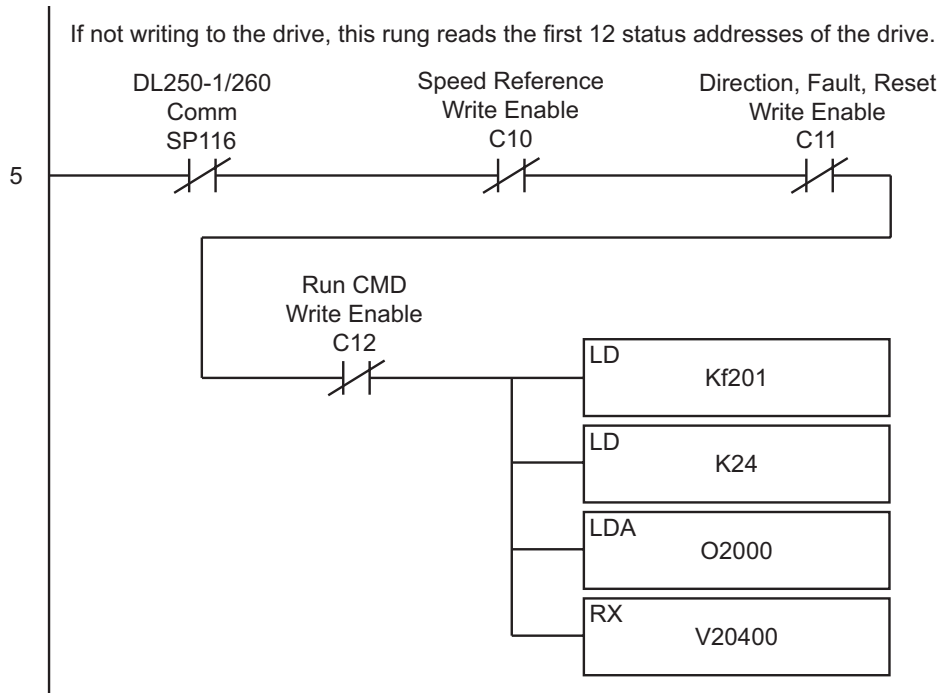 If not writing to the drive, this rung reads the first 12 status addresses of the drive.
DL250-1/260
Comm
SP116
Speed Reference
Write Enable
C10
Direction, Fault, Reset
Write Enable
C11
5
Run CMD
Write Enable
C12
LD
Kf201
LD
K24
LDA
O2000
RX
V20400